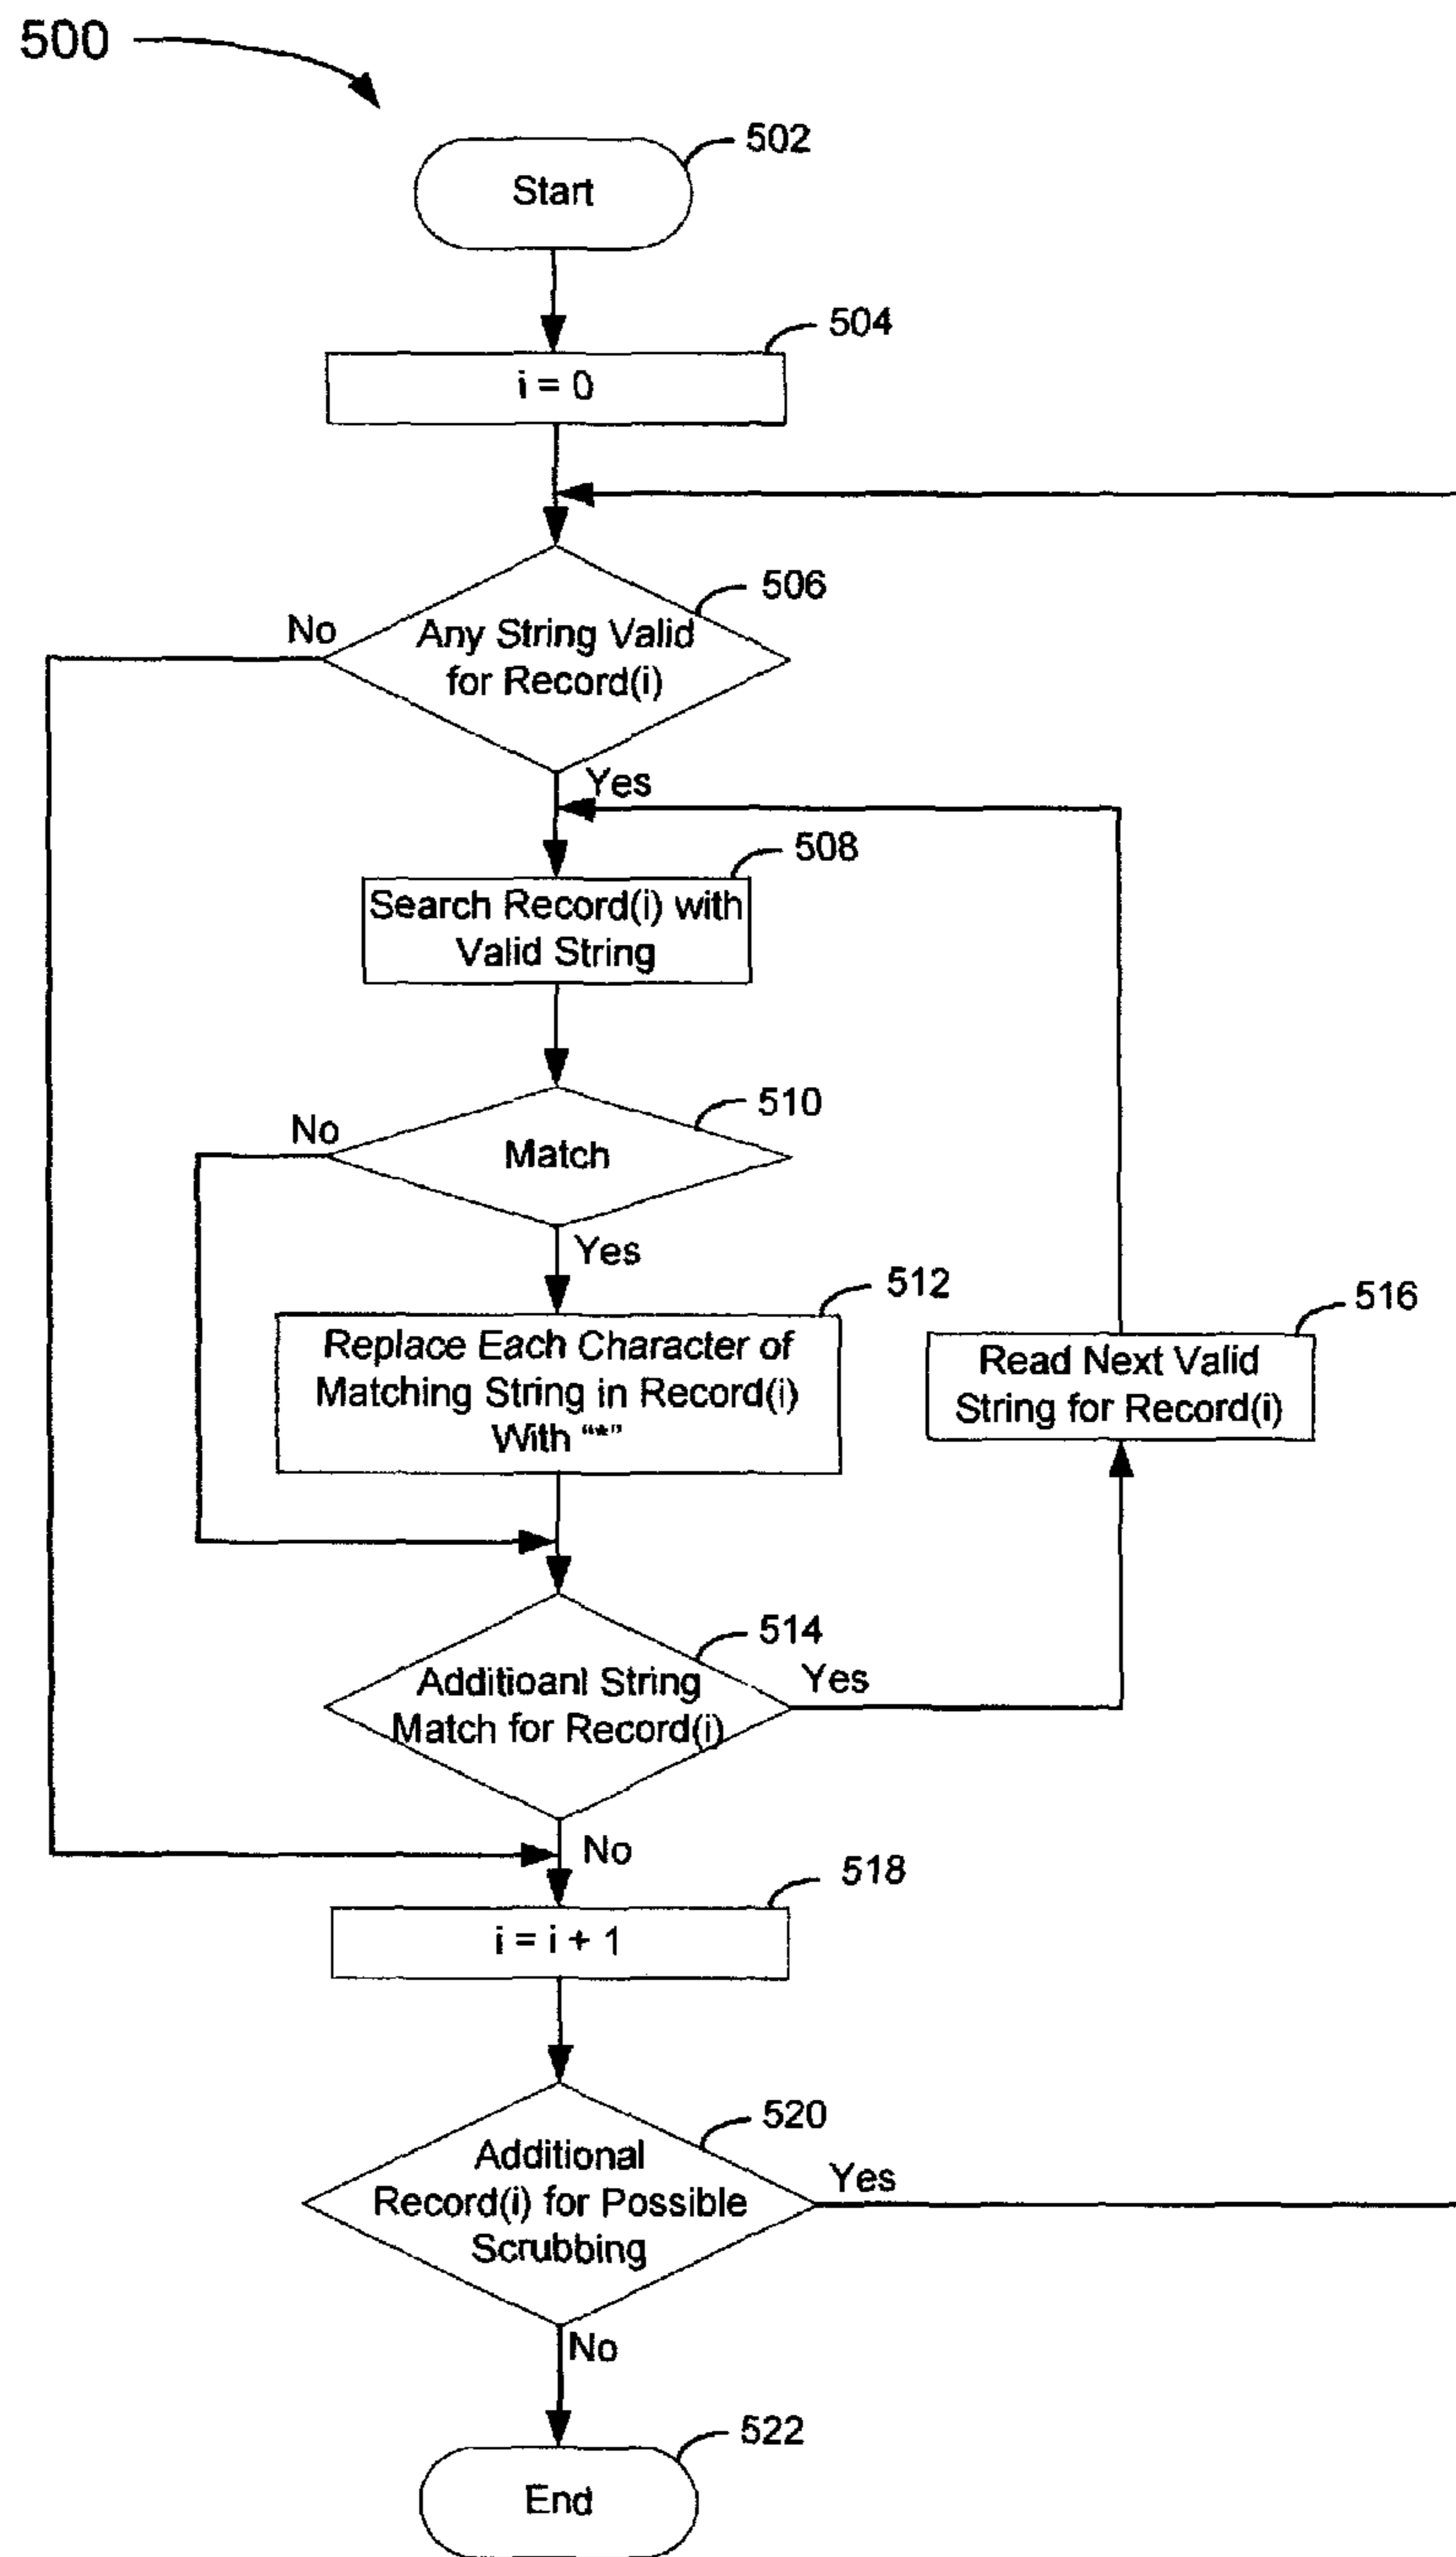 500
502
Start
504
i = 0
506
No
Any String Valid
for Record(i)
Yes
508
Search Record(i) with
Valid String
510
No
Match
Yes
512
Replace Each Character of
Matching String in Record(i)
With “*”
516
Read Next Valid
String for Record(i)
514
Additioanl String
Match for Record(i)
Yes
No
518
i = i + 1
520
Additional
Record(i) for Possible
Scrubbing
Yes
No
522
End